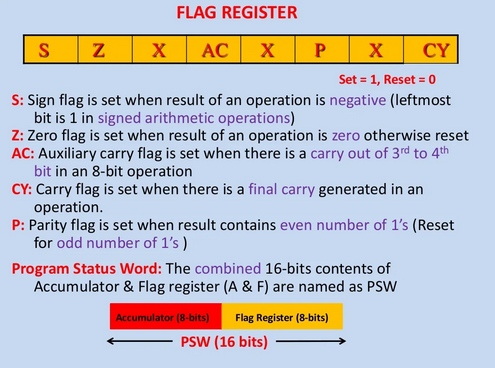 FLAG REGISTER
S Z X AC X P X CY
Set = 1, Reset = 0
S: Sign flag is set when result of an operation is negative (leftmost
bit is 1 in signed arithmetic operations)
Z: Zero flag is set when result of an operation is zero otherwise reset
AC: Auxiliary carry flag is set when there is a carry out of 3rd to 4th
bit in an 8-bit operation
CY: Carry flag is set when there is a final carry generated in an
operation.
P: Parity flag is set when result contains even number of 1’s (Reset
for odd number of 1’s )
Program Status Word: The combined 16-bits contents of
Accumulator & Flag register (A & F) are named as PSW
Accumulator (8-bits) Flag Register (8-bits)
PSW (16 bits)